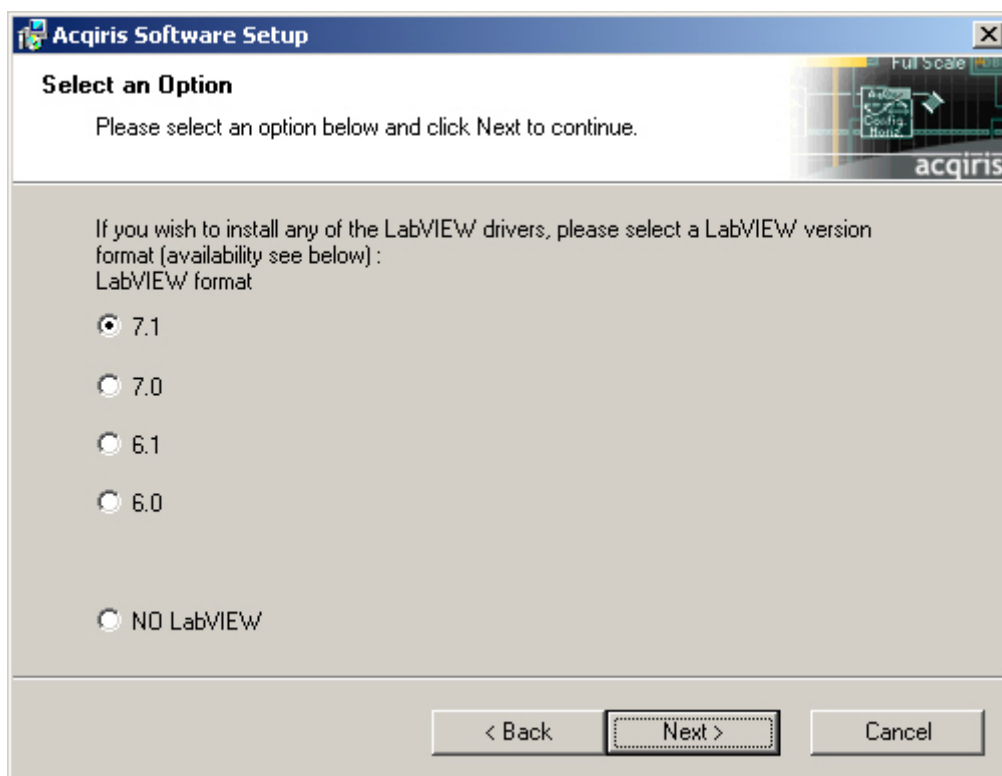 Acqiris Software Setup
Select an Option
Please select an option below and click Next to continue.
Full Scale
Config
Horiz.
acqiris
If you wish to install any of the LabVIEW drivers, please select a LabVIEW version
format (availability see below) :
LabVIEW format
7.1
7.0
6.1
6.0
NO LabVIEW
< Back
Next >
Cancel